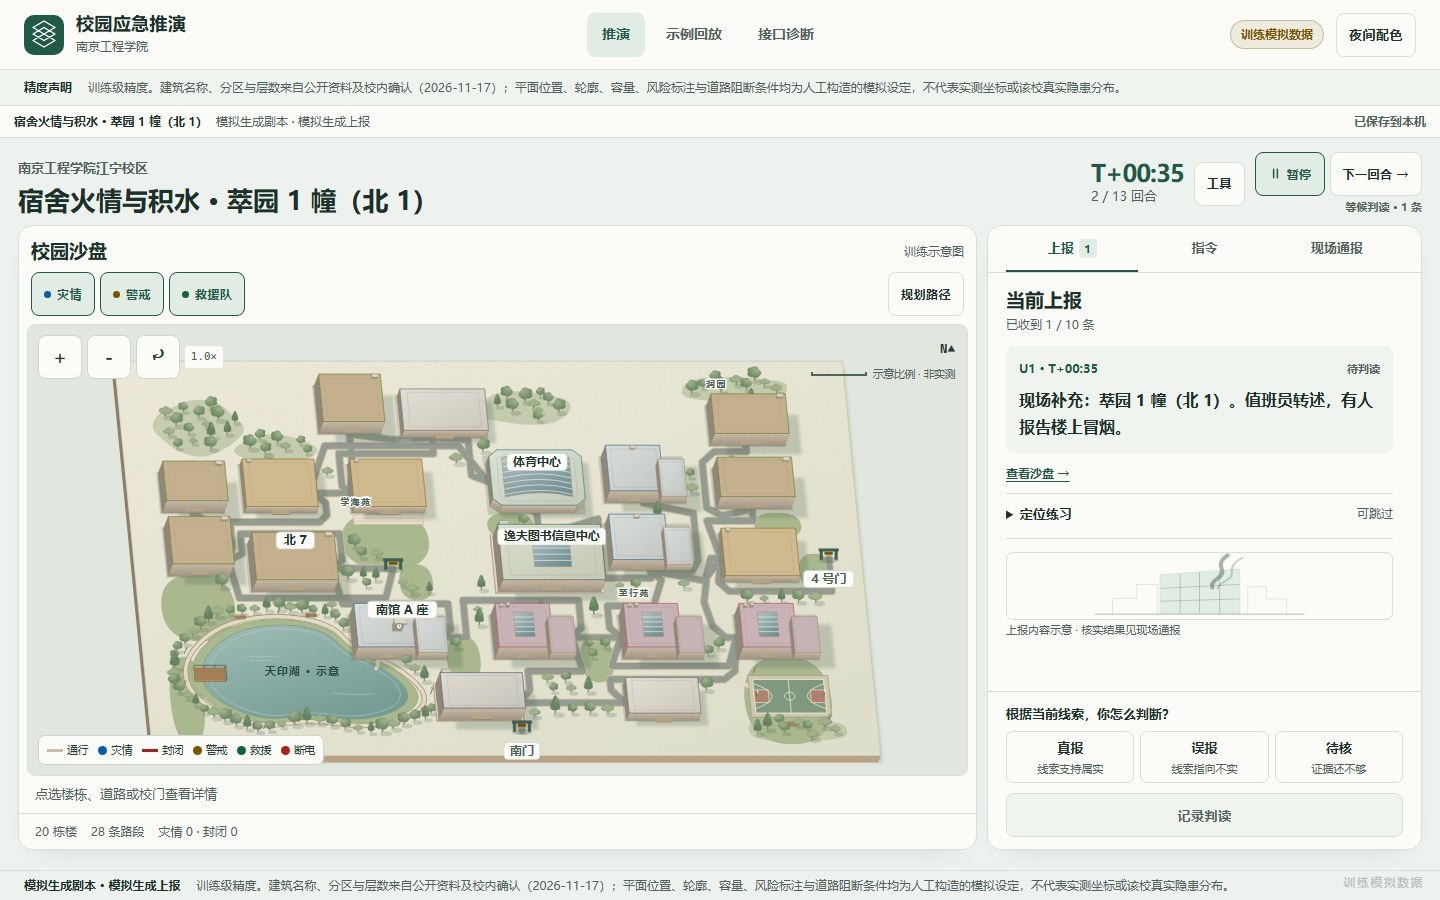 校园应急推演
南京工程学院
推演 示例回放 接口诊断
训练模拟数据 夜间配色
精度声明 训练级精度。建筑名称、分区与层数来自公开资料及校内确认（2026-11-17）；平面位置、轮廓、容量、风险标注与道路阻断条件均为人工构造的模拟设定，不代表实测坐标或该校真实隐患分布。
宿舍火情与积水・萃园 1 幢（北 1） 模拟生成剧本 · 模拟生成上报 已保存到本机
南京工程学院江宁校区
宿舍火情与积水・萃园 1 幢（北 1）
T+00:35
2 / 13 回合
工具
暂停
下一回合 →
等候判读・1 条
校园沙盘
训练示意图
灾情 警戒 救援队
规划路径
+ - 1.0×
N▲
示意比例 · 非实测
润园
体育中心
学海苑
逸夫图书信息中心
北 7
4 号门
至行苑
南馆 A 座
天印湖・示意
南门
通行 灾情 封闭 警戒 救援 断电
点选楼栋、道路或校门查看详情
20 栋楼 28 条路段 灾情 0 · 封闭 0
上报 1 指令 现场通报
当前上报
已收到 1 / 10 条
U1・T+00:35 待判读
现场补充：萃园 1 幢（北 1）。值班员转述，有人
报告楼上冒烟。
查看沙盘 →
▶ 定位练习 可跳过
上报内容示意 · 核实结果见现场通报
根据当前线索，你怎么判断？
真报 误报 待核
线索支持属实 线索指向不实 证据还不够
记录判读
模拟生成剧本・模拟生成上报 训练级精度。建筑名称、分区与层数来自公开资料及校内确认（2026-11-17）；平面位置、轮廓、容量、风险标注与道路阻断条件均为人工构造的模拟设定，不代表实测坐标或该校真实隐患分布。
训练模拟数据